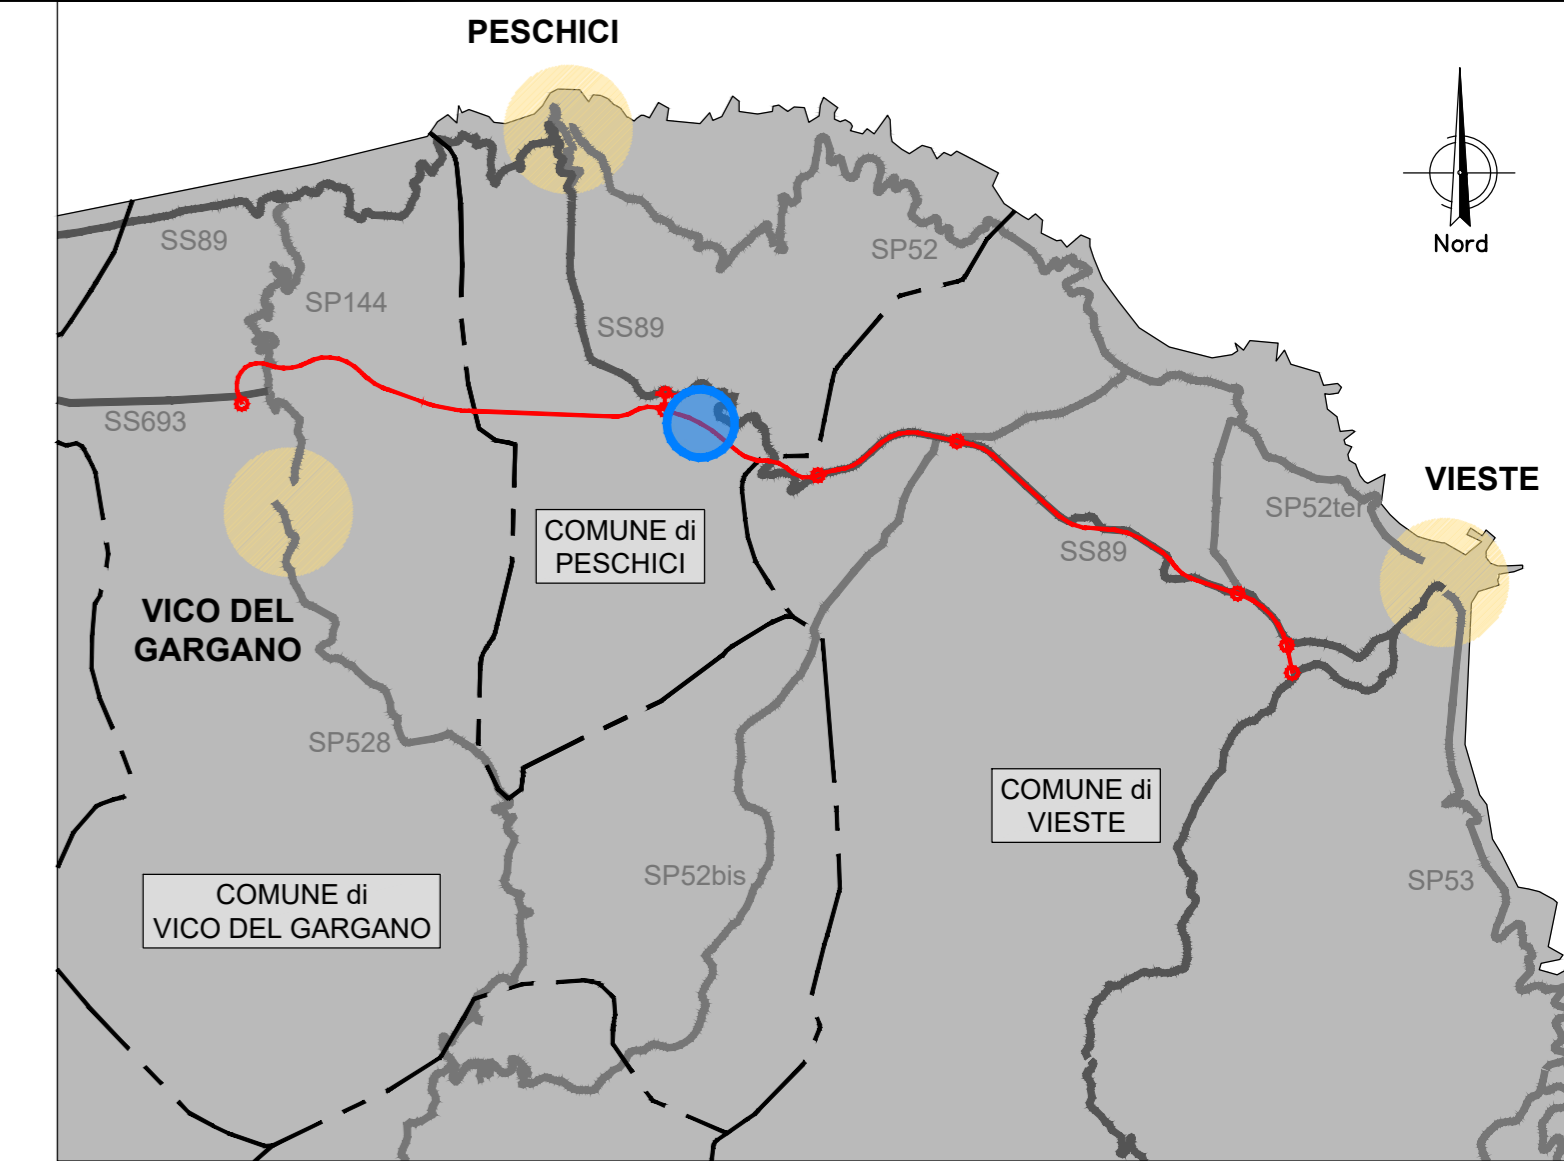 PESCHICI
Nord
SS89
SP52
SP144
SS89
SS693
VIESTE
SP52ter
COMUNE di
PESCHICI
SS89
VICO DEL
GARGANO
SP528
COMUNE di
VIESTE
SP52bis
SP53
COMUNE di
VICO DEL GARGANO